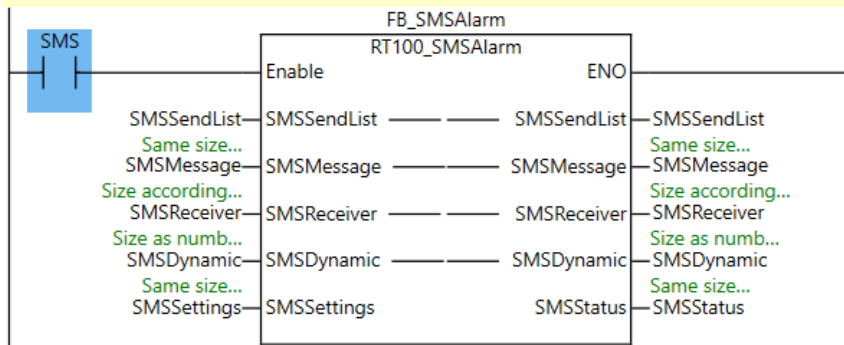 FB_SMSAlarm
SMS RT100_SMSAlarm
Enable ENO
SMSSendList SMSSendList SMSSendList SMSSendList
Same size... Same size...
SMSMessage SMSMessage SMSMessage SMSMessage
Size according... Size according...
SMSReceiver SMSReceiver SMSReceiver SMSReceiver
Size as numb... Size as numb...
SMSDynamic SMSDynamic SMSDynamic SMSDynamic
Same size... Same size...
SMSSettings SMSSettings SMSStatus SMSStatus